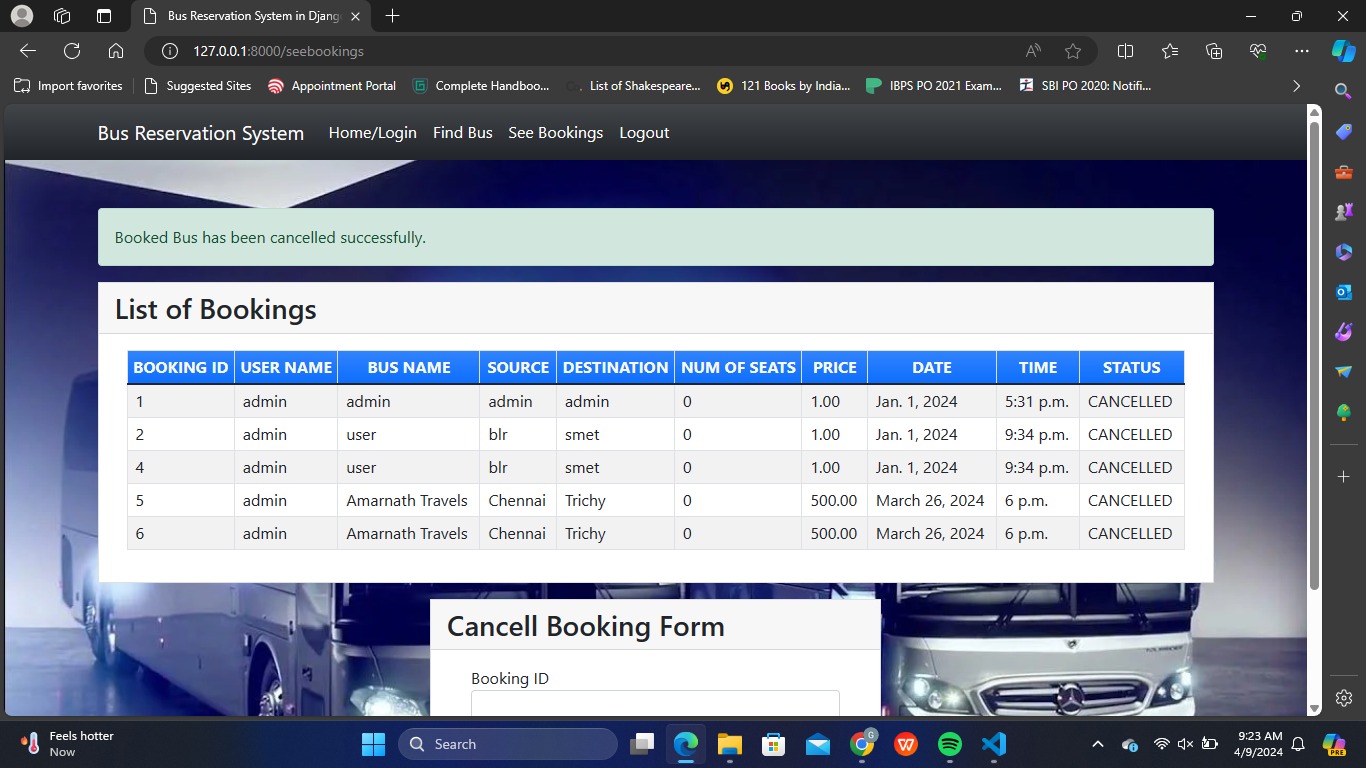 Bus Reservation System in Djang
127.0.0.1:8000/seebookings
Import favorites
Suggested Sites
Appointment Portal
Complete Handboo...
List of Shakespeare...
121 Books by India...
IBPS PO 2021 Exam...
SBI PO 2020: Notifi...
Bus Reservation System Home/Login Find Bus See Bookings Logout
Booked Bus has been cancelled successfully.
List of Bookings
BOOKING ID USER NAME BUS NAME SOURCE DESTINATION NUM OF SEATS PRICE DATE TIME STATUS
1 admin admin admin admin 0 1.00 Jan. 1, 2024 5:31 p.m. CANCELLED
2 admin user blr smet 0 1.00 Jan. 1, 2024 9:34 p.m. CANCELLED
4 admin user blr smet 0 1.00 Jan. 1, 2024 9:34 p.m. CANCELLED
5 admin Amarnath Travels Chennai Trichy 0 500.00 March 26, 2024 6 p.m. CANCELLED
6 admin Amarnath Travels Chennai Trichy 0 500.00 March 26, 2024 6 p.m. CANCELLED
Cancell Booking Form
Booking ID
Feels hotter
Now
Search
9:23 AM
4/9/2024